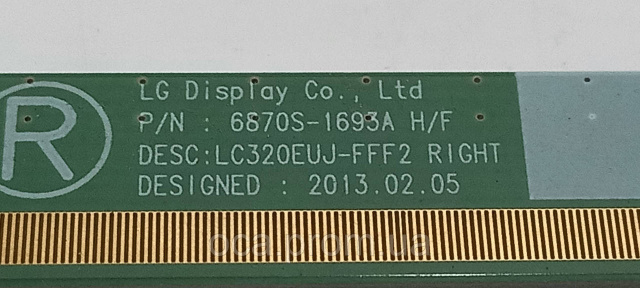 LG Display Co., Ltd
P/N : 6870S-1693A H/F
DESC:LC320EUJ-FFF2 RIGHT
DESIGNED : 2013.02.05
R
oca.prom.ua